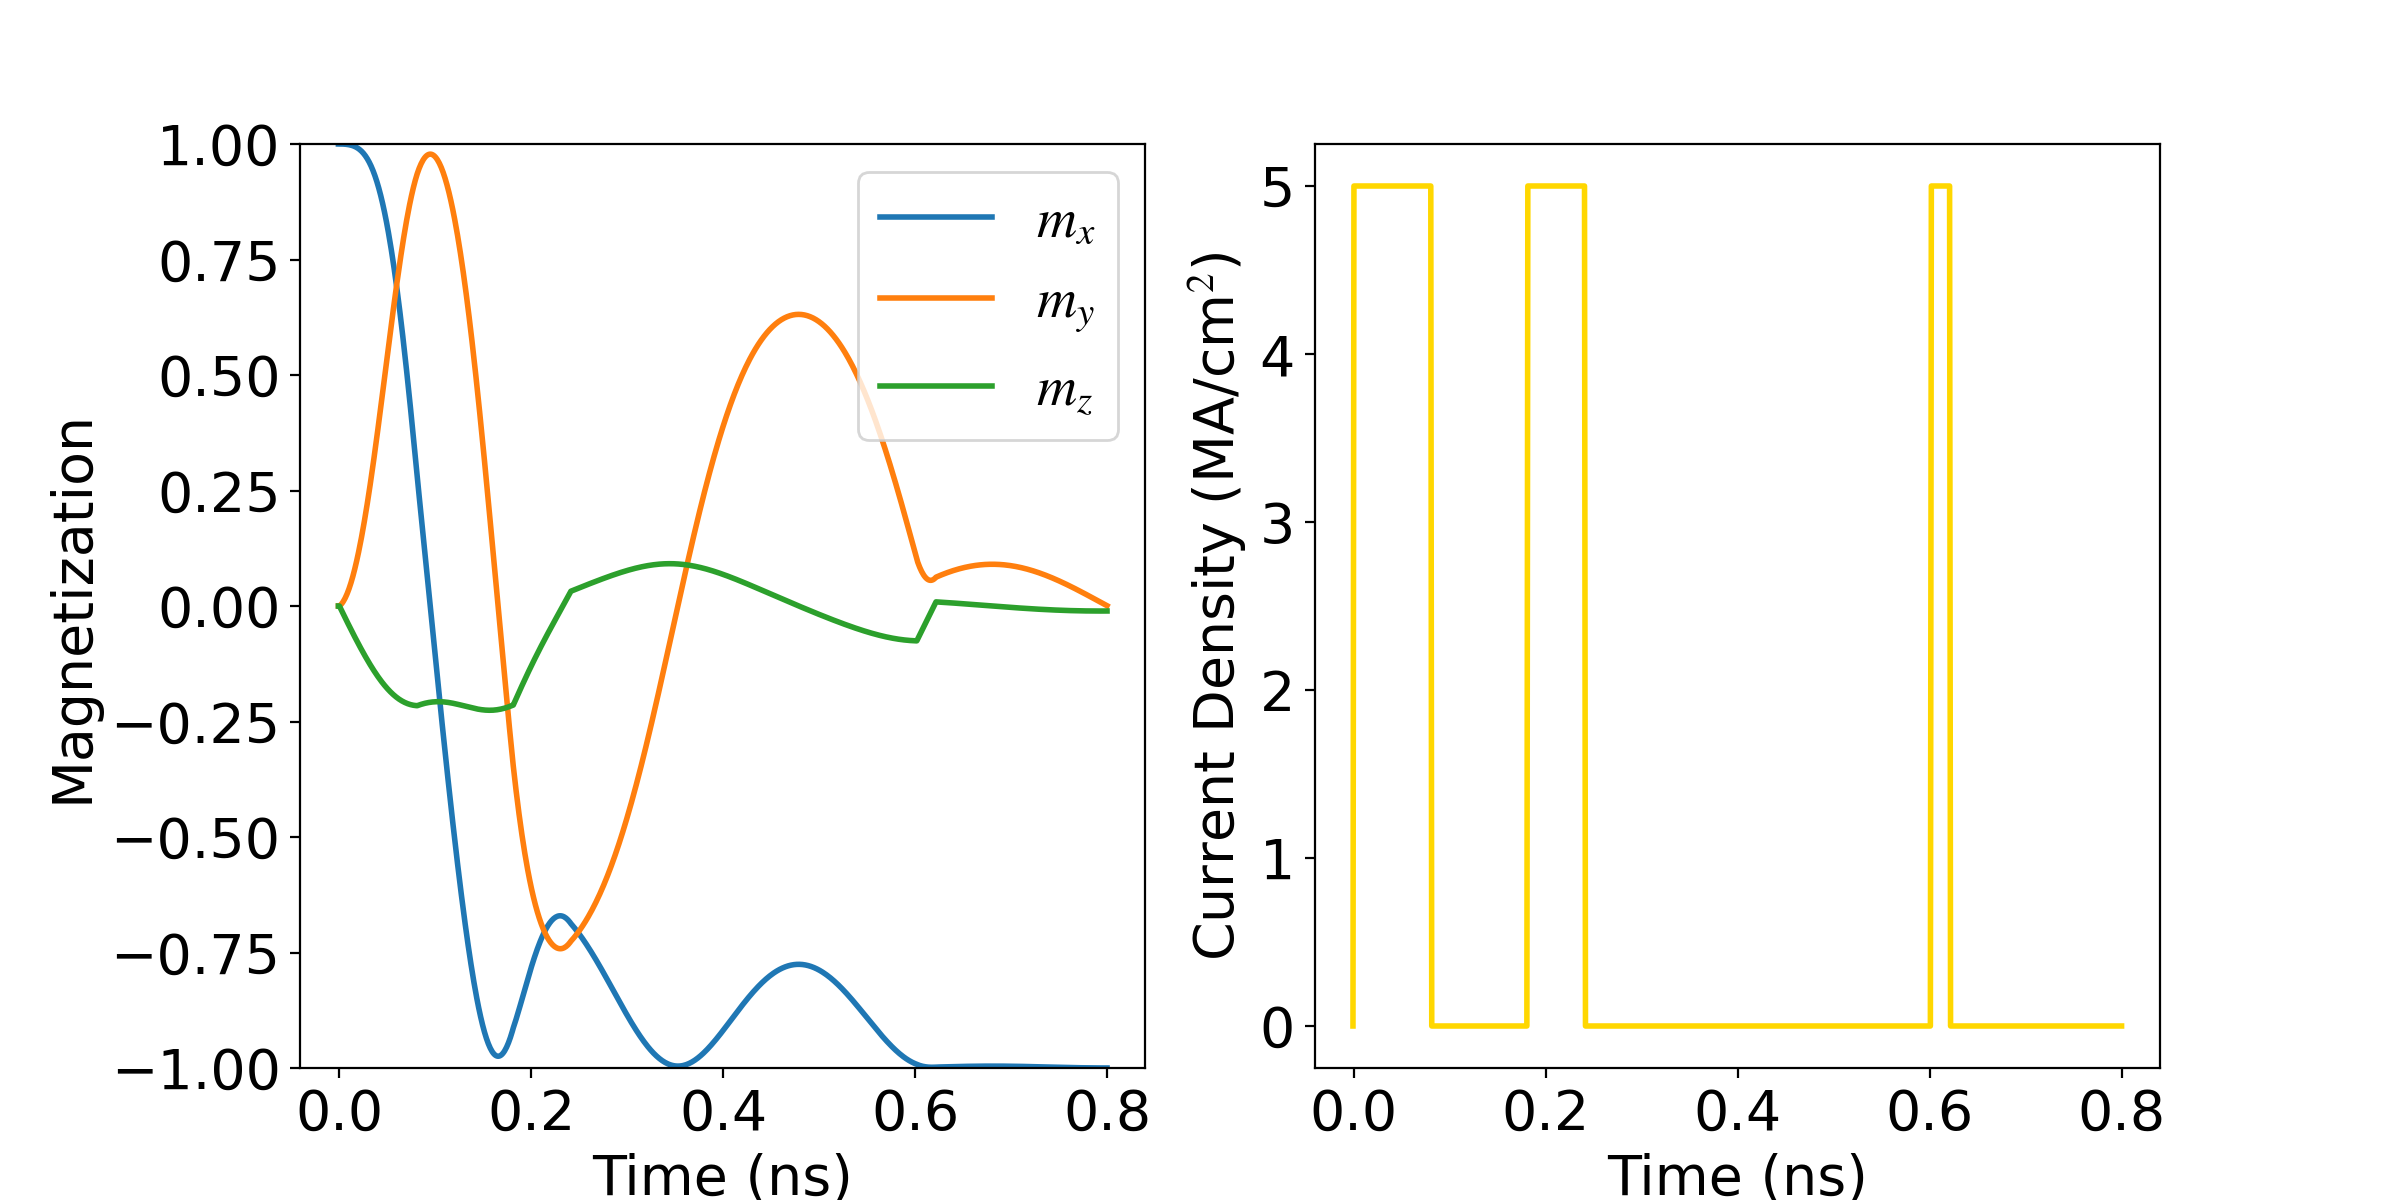 1.00
0.75
0.50
0.25
0.00
−0.25
−0.50
−0.75
−1.00
Magnetization
0.0 0.2 0.4 0.6 0.8
Time (ns)
mₓ
m_y
m_z
5
4
3
2
1
0
Current Density (MA/cm²)
0.0 0.2 0.4 0.6 0.8
Time (ns)